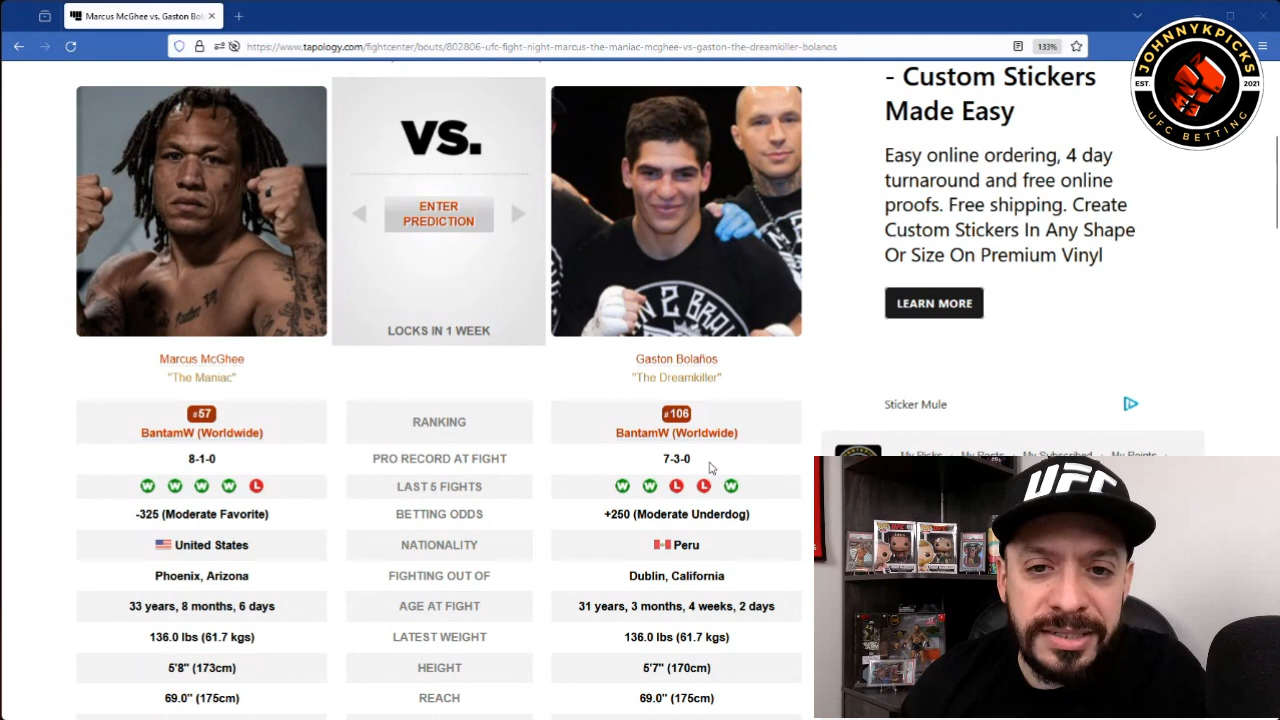 Marcus McGhee vs. Gaston Bol
https://www.tapology.com/fightcenter/bouts/802806-ufc-fight-night-marcus-the-maniac-mcghee-vs-gaston-the-dreamkiller-bolanos
133%
JOHNNYKPICKS
EST. 2021
UFC BETTING
- Custom Stickers
Made Easy
Easy online ordering, 4 day
turnaround and free online
proofs. Free shipping. Create
Custom Stickers In Any Shape
Or Size On Premium Vinyl
LEARN MORE
Sticker Mule
VS.
ENTER
PREDICTION
LOCKS IN 1 WEEK
Marcus McGhee
"The Maniac"
Gaston Bolaños
"The Dreamkiller"
#57 RANKING #106
BantamW (Worldwide) BantamW (Worldwide)
8-1-0 PRO RECORD AT FIGHT 7-3-0
W W W W L LAST 5 FIGHTS W W L L W
-325 (Moderate Favorite) BETTING ODDS +250 (Moderate Underdog)
United States NATIONALITY Peru
Phoenix, Arizona FIGHTING OUT OF Dublin, California
33 years, 8 months, 6 days AGE AT FIGHT 31 years, 3 months, 4 weeks, 2 days
136.0 lbs (61.7 kgs) LATEST WEIGHT 136.0 lbs (61.7 kgs)
5'8" (173cm) HEIGHT 5'7" (170cm)
69.0" (175cm) REACH 69.0" (175cm)
UFC